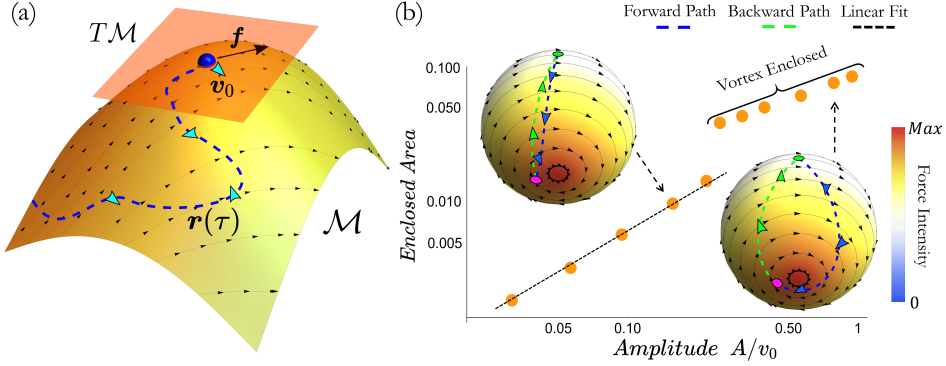 (a)
TM
f
v₀
r(τ)
M
(b)
Forward Path Backward Path Linear Fit
Enclosed Area
0.100
0.050
0.010
0.005
Vortex Enclosed
Max
Force Intensity
0
0.05 0.10 0.50 1
Amplitude A/v₀